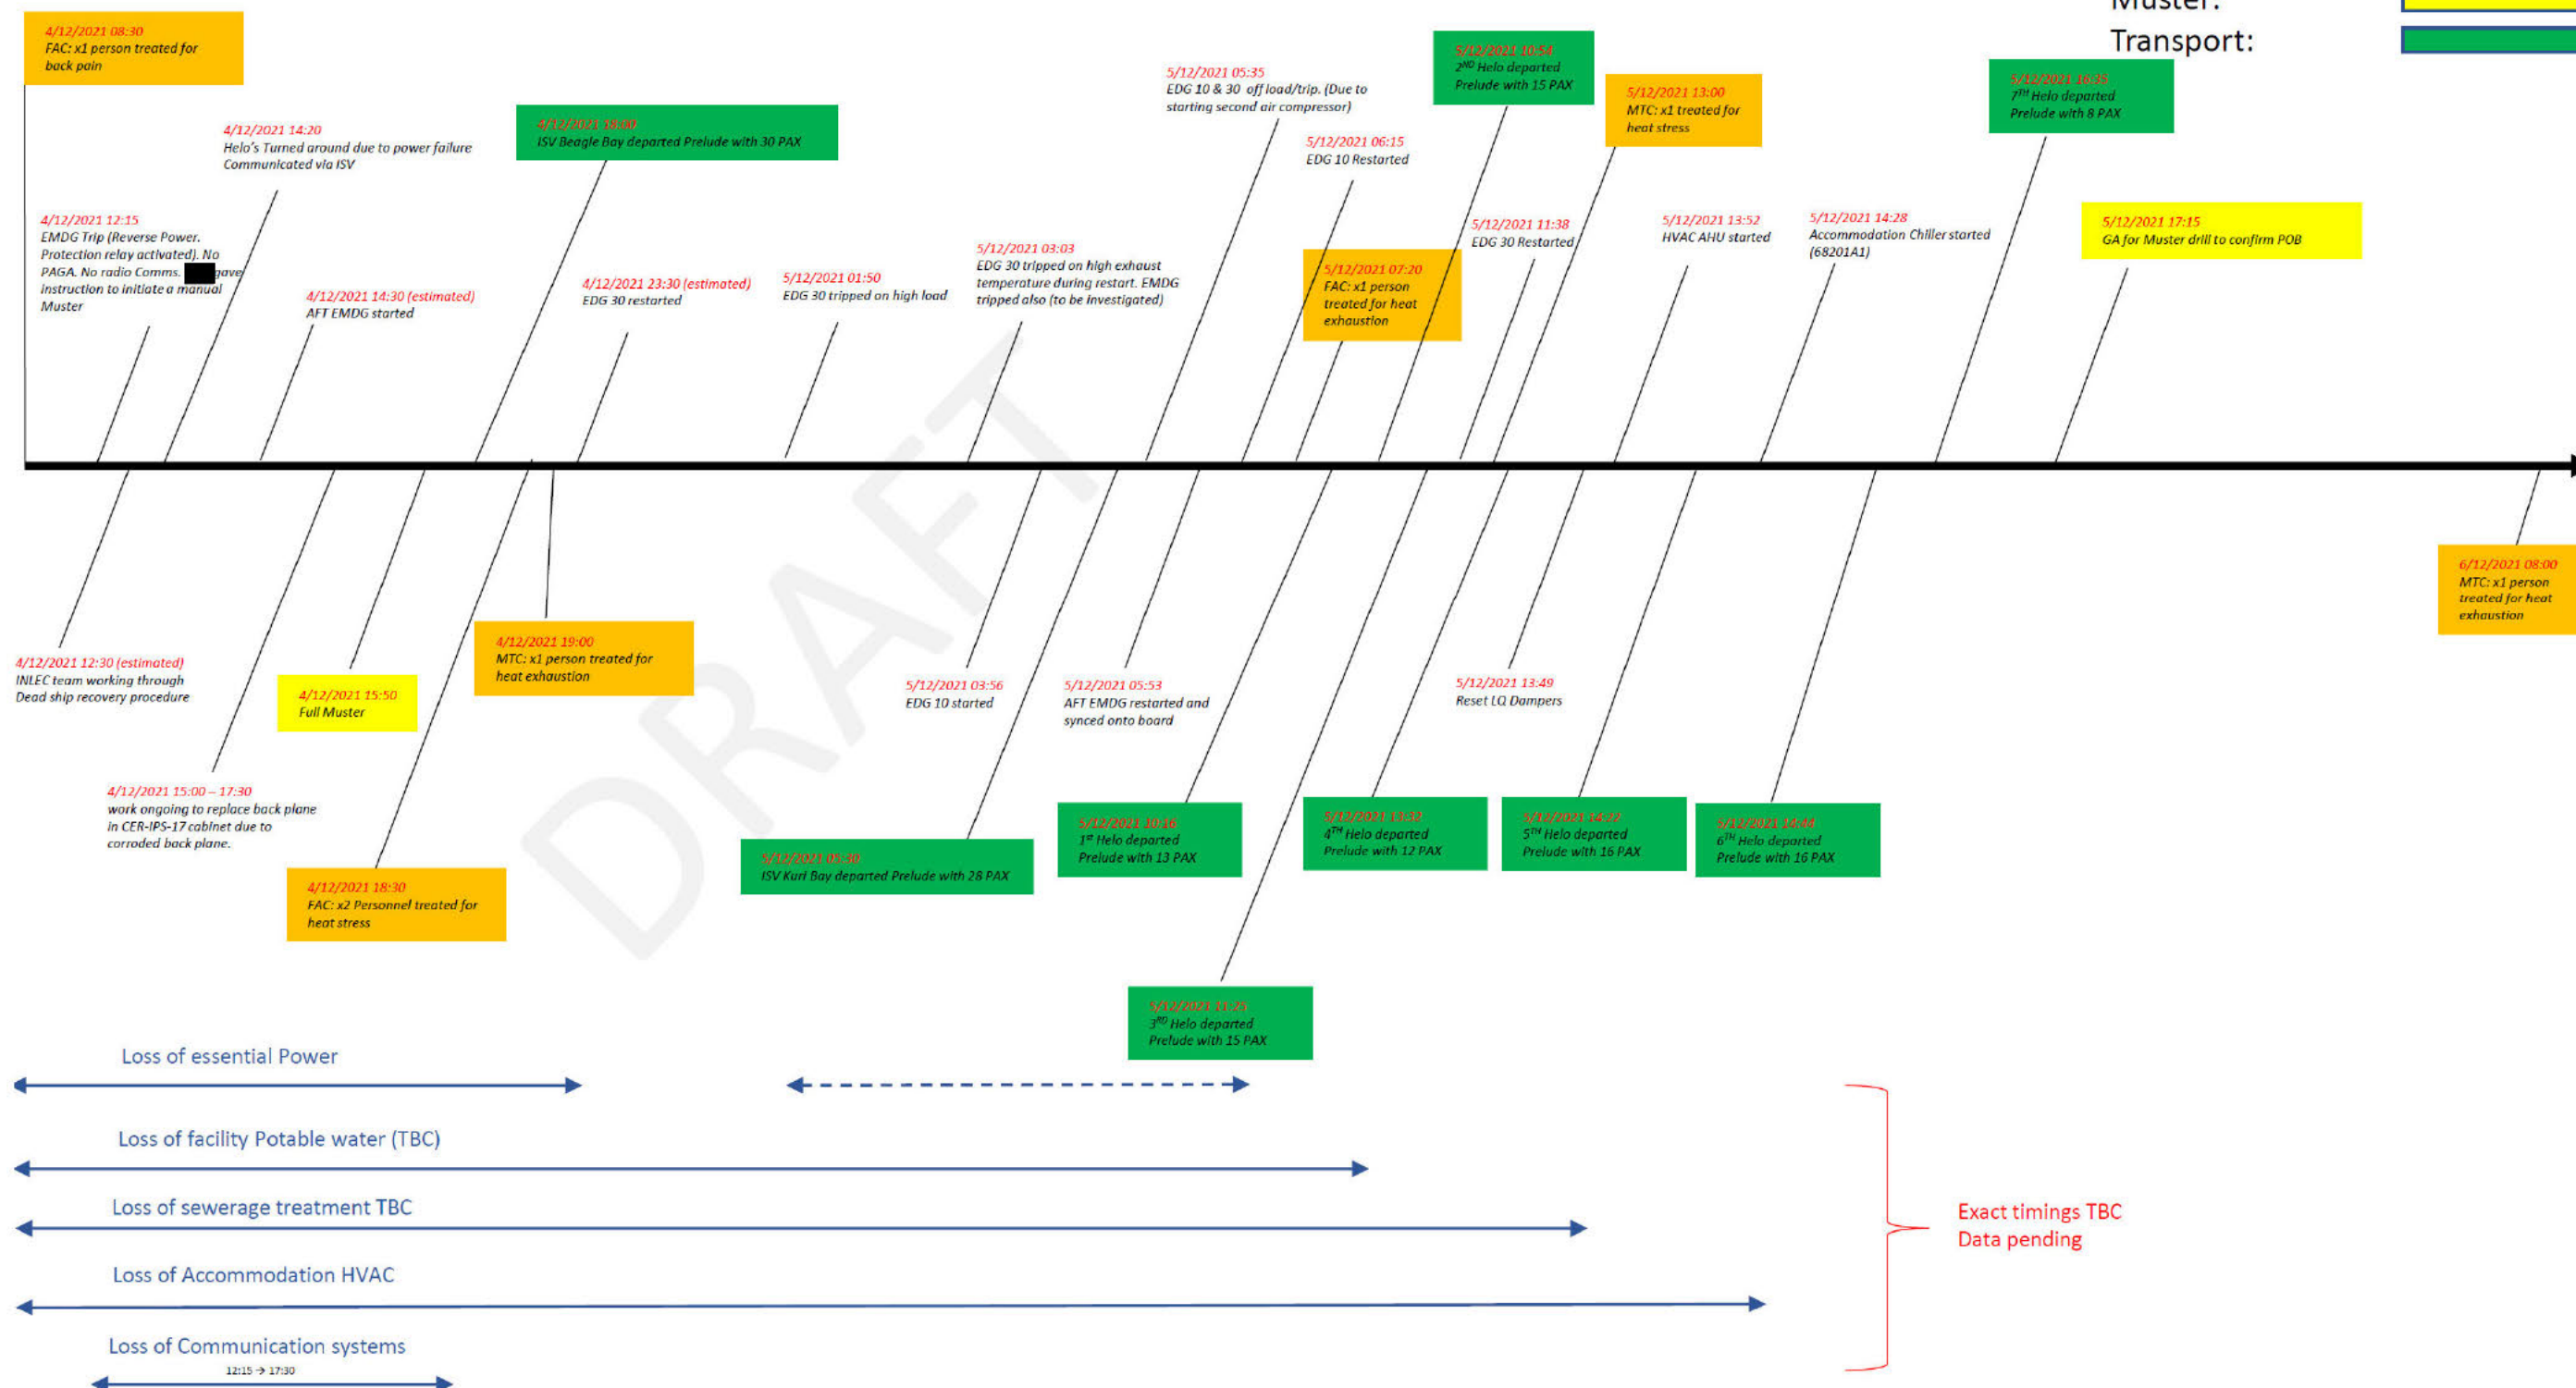 Muster:
Transport:
4/12/2021 08:30
FAC: x1 person treated for
back pain
4/12/2021 14:20
Helo's Turned around due to power failure
Communicated via ISV
4/12/2021 12:15
EMDG Trip (Reverse Power.
Protection relay activated). No
PAGA. No radio Comms. gave
instruction to initiate a manual
Muster
4/12/2021 14:30 (estimated)
AFT EMDG started
4/12/2021 18:00
ISV Beagle Bay departed Prelude with 30 PAX
4/12/2021 23:30 (estimated)
EDG 30 restarted
5/12/2021 01:50
EDG 30 tripped on high load
5/12/2021 03:03
EDG 30 tripped on high exhaust
temperature during restart. EMDG
tripped also (to be investigated)
5/12/2021 05:35
EDG 10 & 30 off load/trip. (Due to
starting second air compressor)
5/12/2021 06:15
EDG 10 Restarted
5/12/2021 07:20
FAC: x1 person
treated for heat
exhaustion
5/12/2021 10:54
2ND Helo departed
Prelude with 15 PAX
5/12/2021 11:38
EDG 30 Restarted
5/12/2021 13:00
MTC: x1 treated for
heat stress
5/12/2021 13:52
HVAC AHU started
5/12/2021 14:28
Accommodation Chiller started
(68201A1)
5/12/2021 16:35
7TH Helo departed
Prelude with 8 PAX
5/12/2021 17:15
GA for Muster drill to confirm POB
DRAFT
4/12/2021 12:30 (estimated)
INLEC team working through
Dead ship recovery procedure
4/12/2021 15:00 – 17:30
work ongoing to replace back plane
in CER-IPS-17 cabinet due to
corroded back plane.
4/12/2021 15:50
Full Muster
4/12/2021 18:30
FAC: x2 Personnel treated for
heat stress
4/12/2021 19:00
MTC: x1 person treated for
heat exhaustion
5/12/2021 03:56
EDG 10 started
5/12/2021 05:30
ISV Kuri Bay departed Prelude with 28 PAX
5/12/2021 05:53
AFT EMDG restarted and
synced onto board
5/12/2021 10:16
1st Helo departed
Prelude with 13 PAX
5/12/2021 11:25
3RD Helo departed
Prelude with 15 PAX
5/12/2021 13:32
4TH Helo departed
Prelude with 12 PAX
5/12/2021 13:49
Reset LQ Dampers
5/12/2021
5TH Helo departed
Prelude with 16 PAX
5/12/2021 14:44
6TH Helo departed
Prelude with 16 PAX
6/12/2021 08:00
MTC: x1 person
treated for heat
exhaustion
Loss of essential Power
Loss of facility Potable water (TBC)
Loss of sewerage treatment TBC
Loss of Accommodation HVAC
Loss of Communication systems
12:15 → 17:30
Exact timings TBC
Data pending